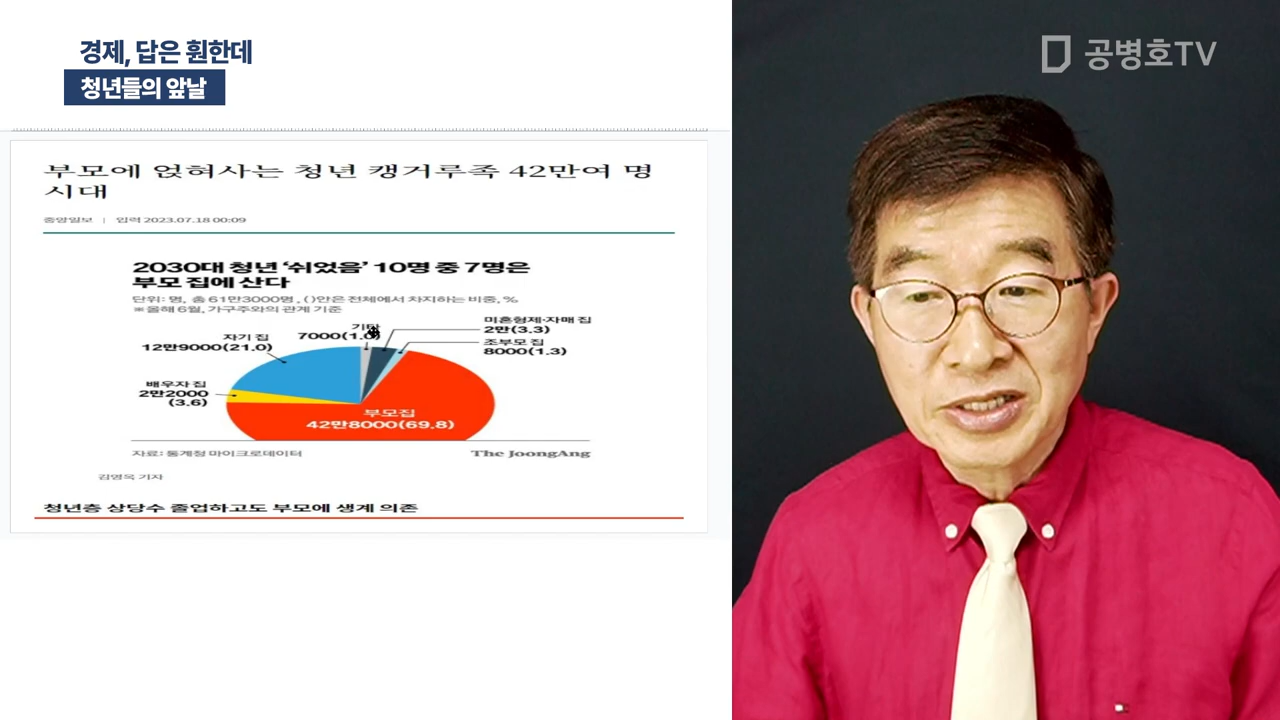 경제, 답은 훤한데
청년들의 앞날
공병호TV
부모에 얹혀사는 청년 캥거루족 42만여 명
시대
중앙일보 | 입력 2023.07.18 00:09
2030대 청년 ‘쉬었음’ 10명 중 7명은
부모 집에 산다
단위: 명, 총 61만3000명, ( )안은 전체에서 차지하는 비중, %.
※올해 6월, 가구주와의 관계 기준
기타
7000(1.0)
미혼형제·자매 집
2만(3.3)
자기 집
12만9000(21.0)
조부모 집
8000(1.3)
배우자 집
2만2000
(3.6)
부모집
42만8000(69.8)
자료: 통계청 마이크로데이터
The JoongAng
김영옥 기자
청년층 상당수 졸업하고도 부모에 생계 의존